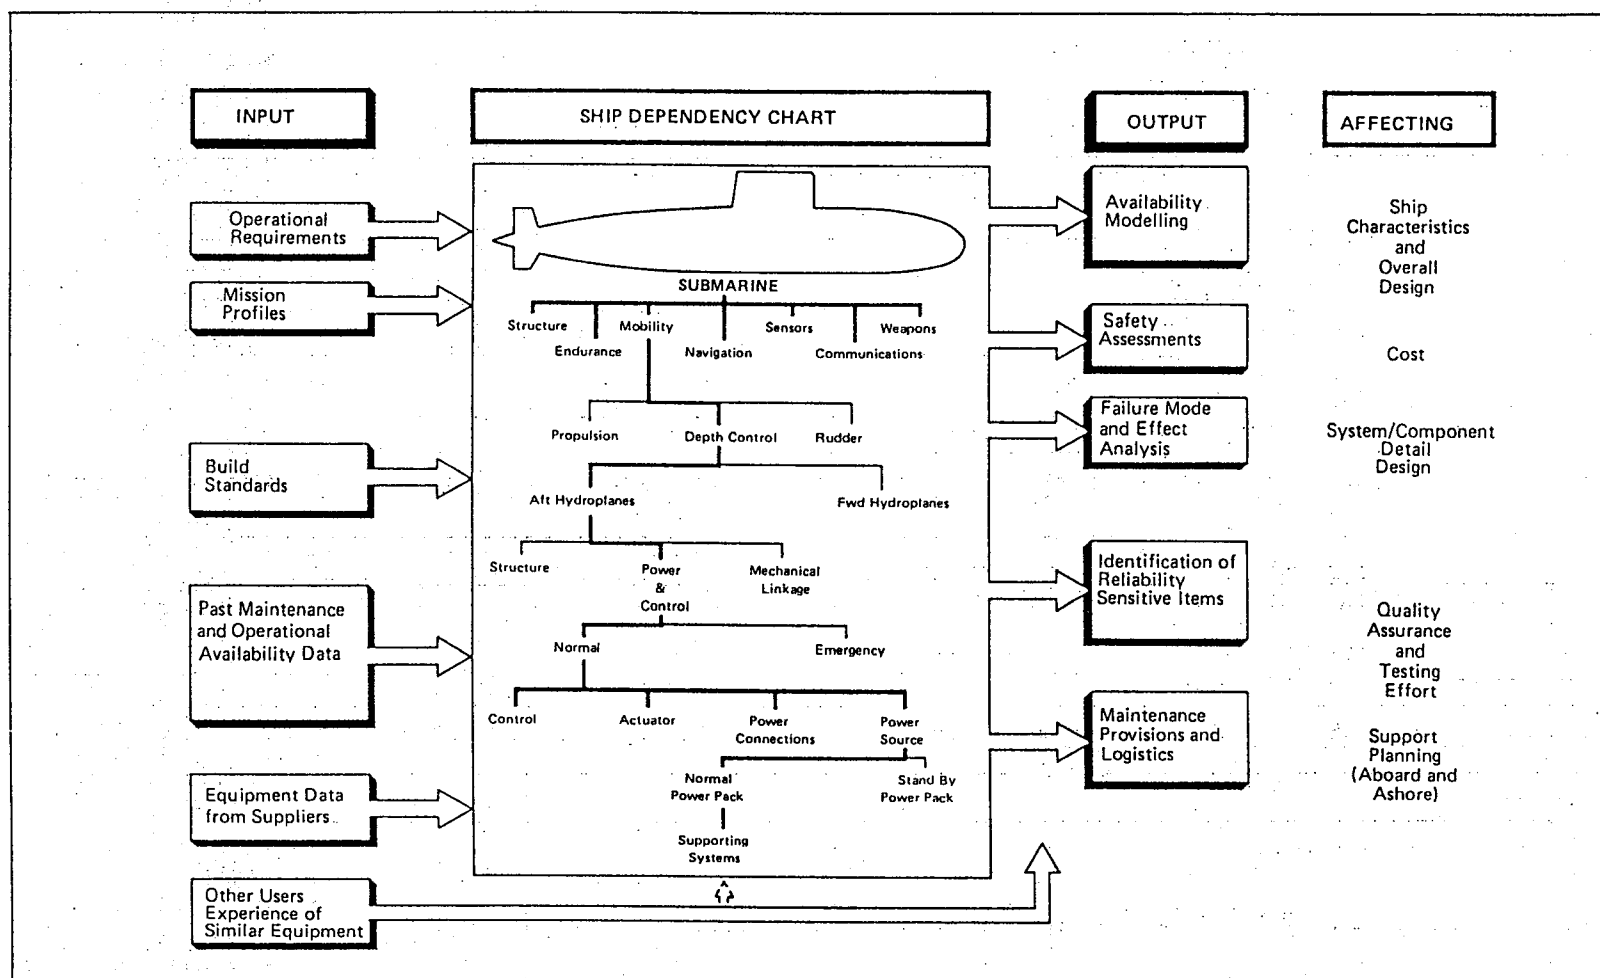 INPUT
SHIP DEPENDENCY CHART
OUTPUT
AFFECTING
Operational
Requirements
Mission
Profiles
Build
Standards
Past Maintenance
and Operational
Availability Data
Equipment Data
from Suppliers
Other Users
Experience of
Similar Equipment
SUBMARINE
Structure
Mobility
Sensors
Weapons
Endurance
Navigation
Communications
Propulsion
Depth Control
Rudder
Aft Hydroplanes
Fwd Hydroplanes
Structure
Power
&
Control
Mechanical
Linkage
Normal
Emergency
Control
Actuator
Power
Connections
Power
Source
Normal
Power Pack
Stand By
Power Pack
Supporting
Systems
Availability
Modelling
Safety
Assessments
Failure Mode
and Effect
Analysis
Identification of
Reliability
Sensitive Items
Maintenance
Provisions and
Logistics
Ship
Characteristics
and
Overall
Design
Cost
System/Component
Detail
Design
Quality
Assurance
and
Testing
Effort
Support
Planning
(Aboard and
Ashore)